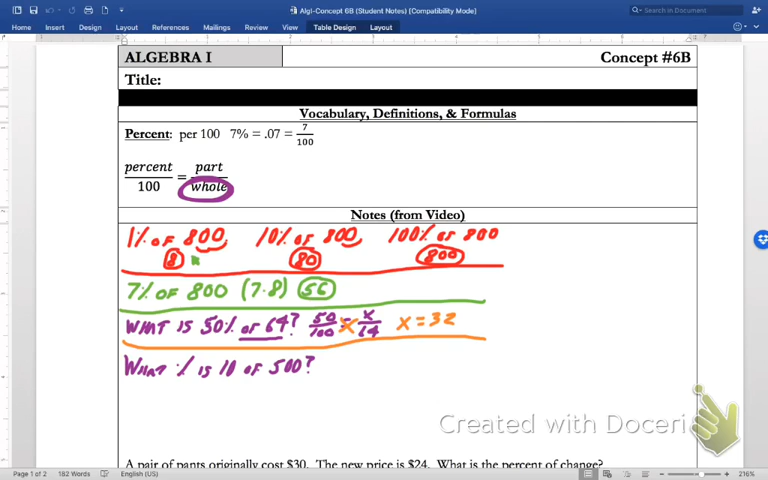 AlgI-Concept 6B (Student Notes) [Compatibility Mode]
Search in Document
Home Insert Design Layout References Mailings Review View Table Design Layout
ALGEBRA I Concept #6B
Title:
Vocabulary, Definitions, & Formulas
Percent: per 100 7% = .07 = 7/100
percent/100 = part/whole
Notes (from Video)
1% OF 800 10% OF 800 100% OF 800
8 80 800
7% OF 800 (7·8) 56
WHAT IS 50% OF 64? 50/100 = x/64 x = 32
WHAT % IS 10 OF 500?
Created with Doceri
A pair of pants originally cost $30. The new price is $24. What is the percent of change?
Page 1 of 2 182 Words English (US) 216%